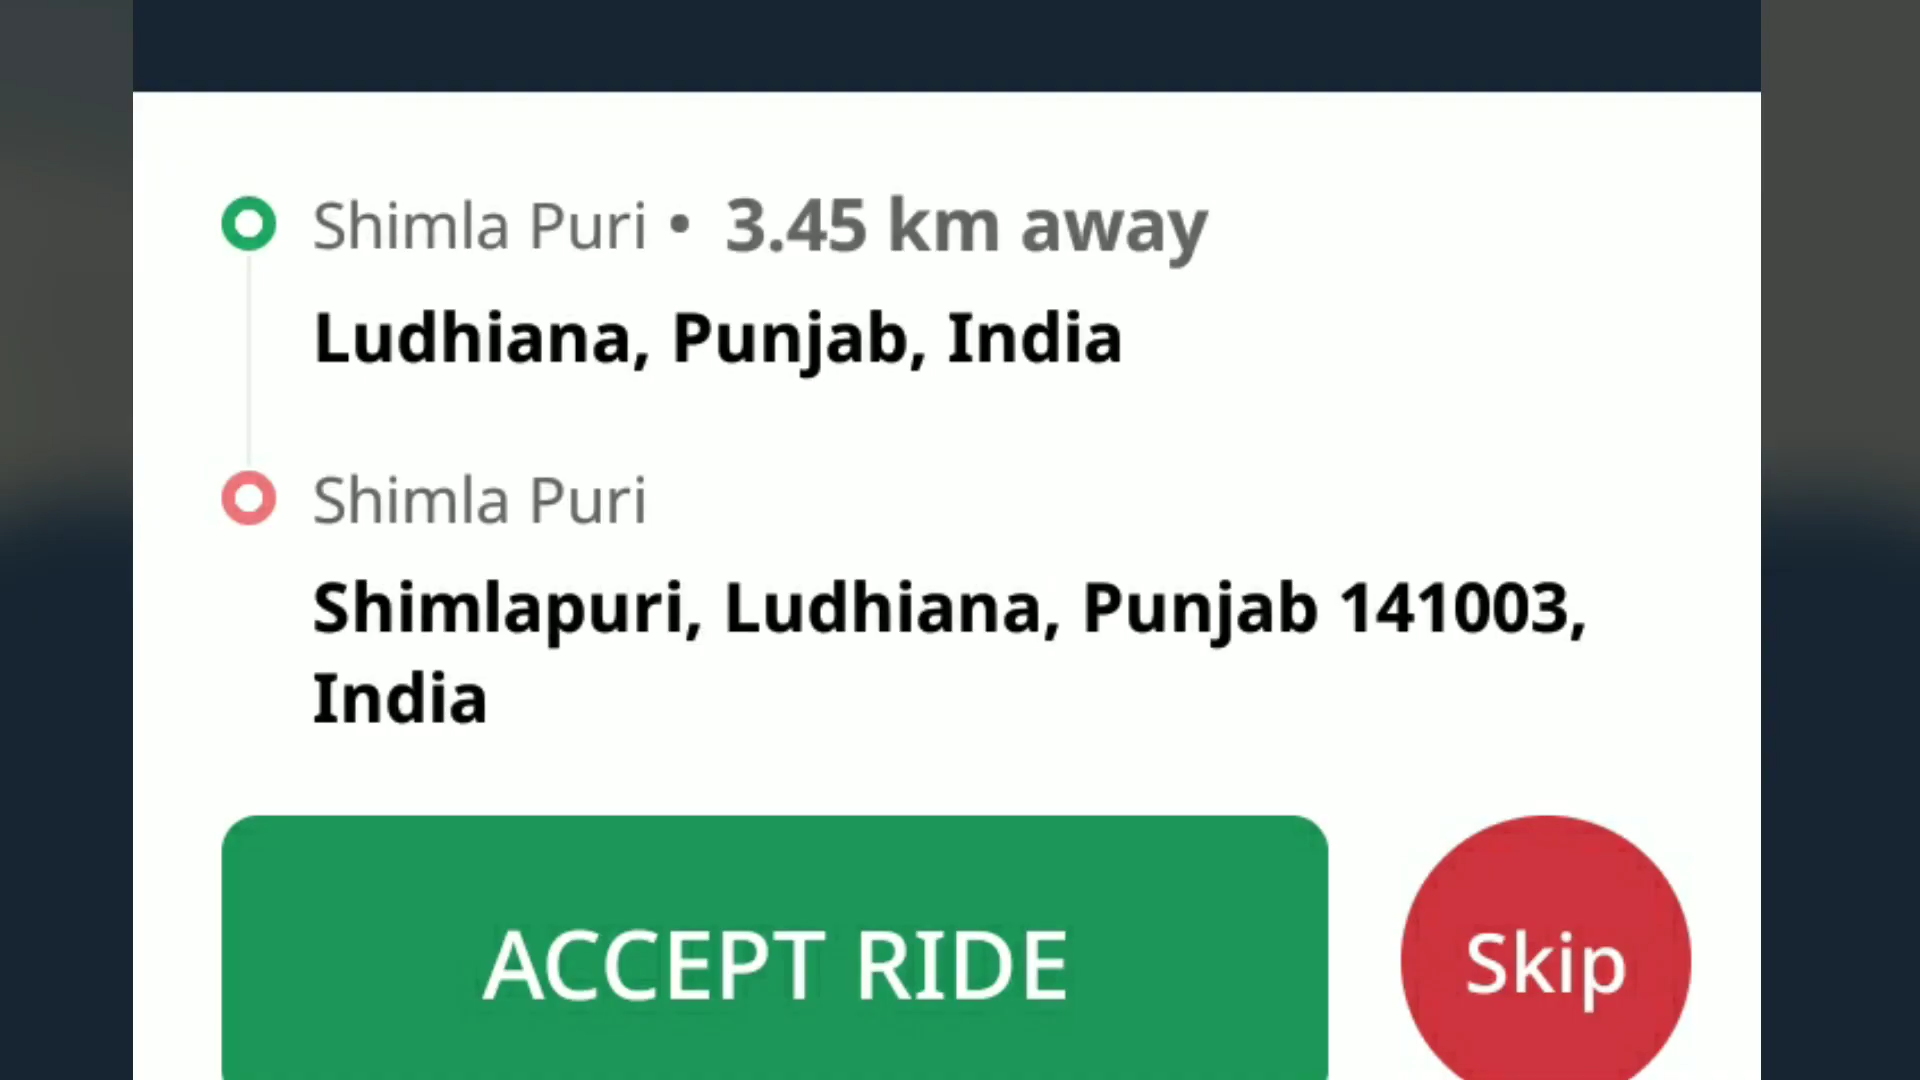 Shimla Puri • 3.45 km away
Ludhiana, Punjab, India
Shimla Puri
Shimlapuri, Ludhiana, Punjab 141003,
India
ACCEPT RIDE
Skip